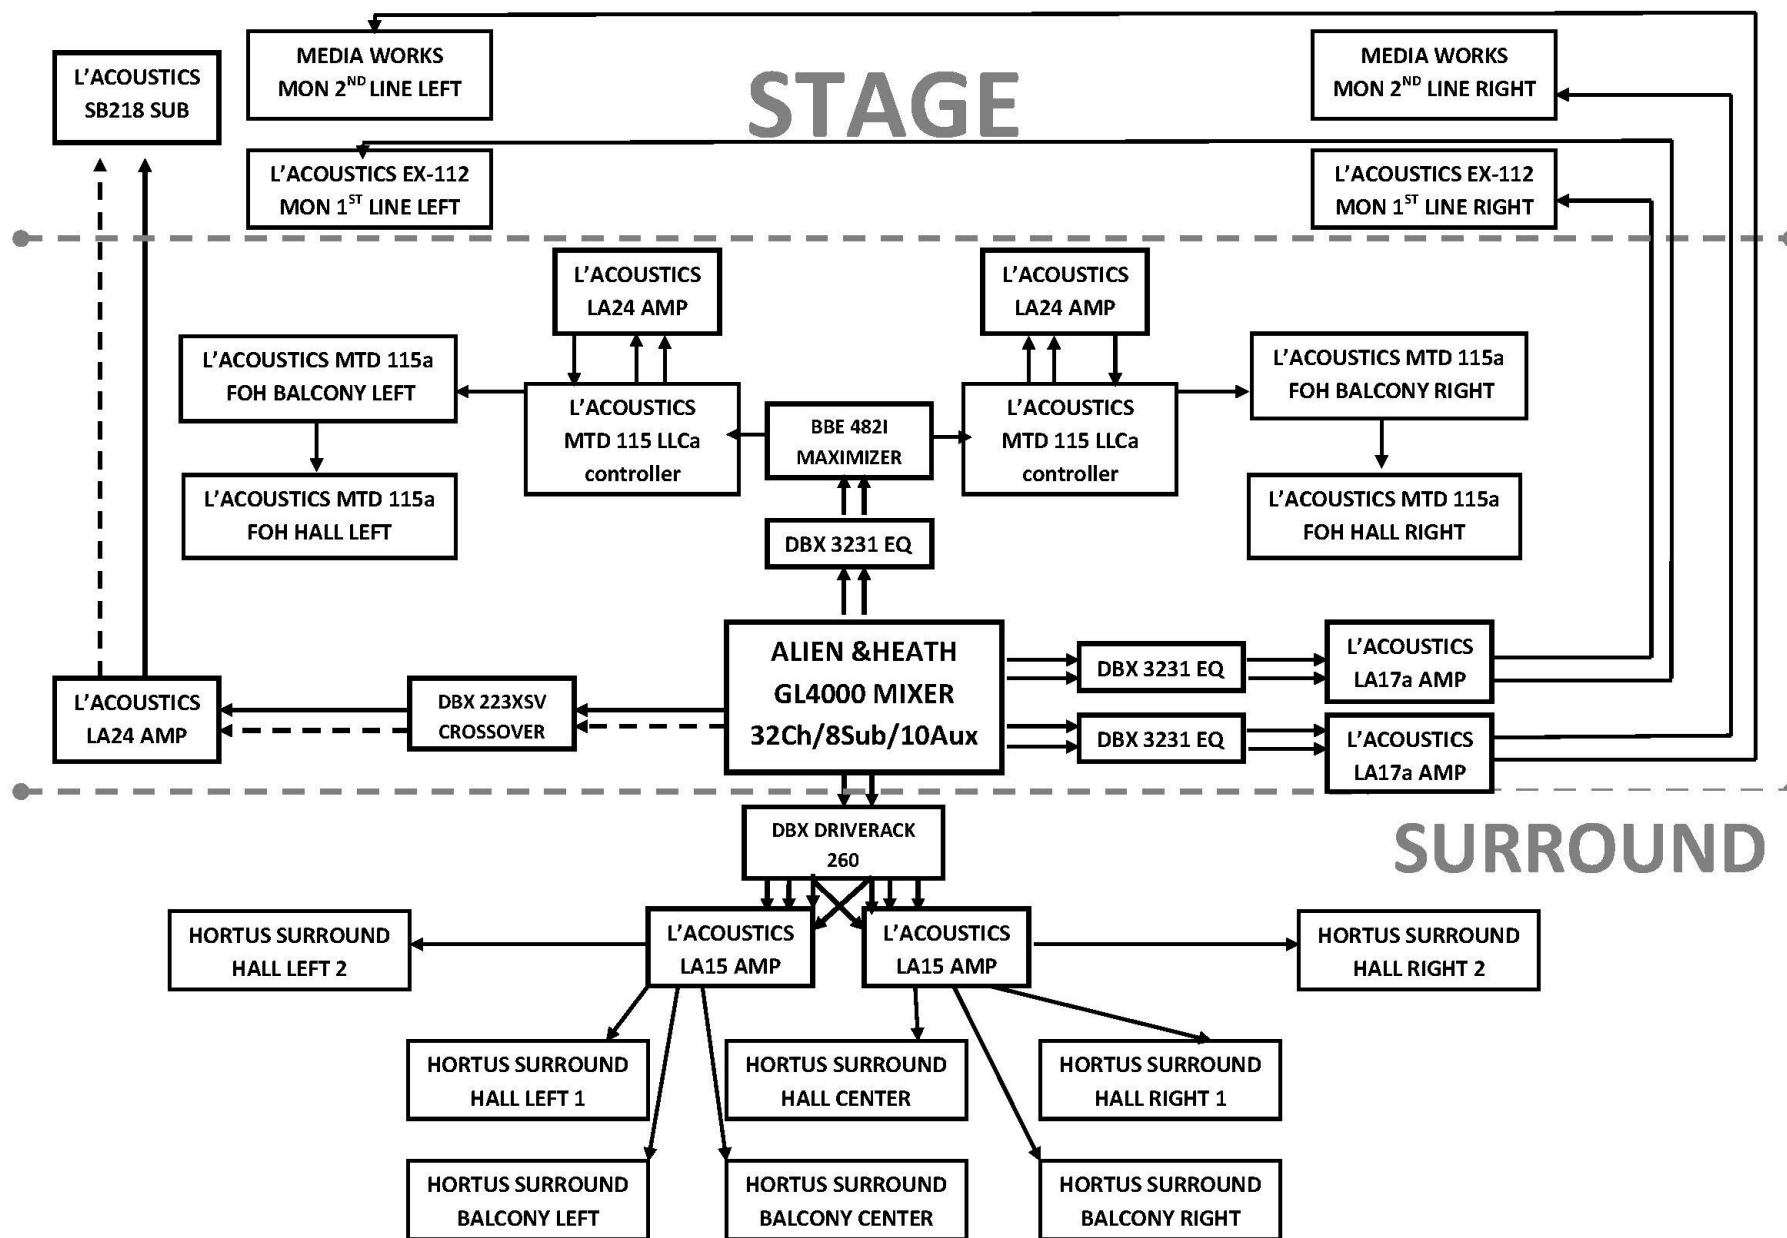 MEDIA WORKS
MON 2ND LINE LEFT
MEDIA WORKS
MON 2ND LINE RIGHT
L'ACOUSTICS
SB218 SUB
STAGE
L'ACOUSTICS EX-112
MON 1ST LINE LEFT
L'ACOUSTICS EX-112
MON 1ST LINE RIGHT
L'ACOUSTICS
LA24 AMP
L'ACOUSTICS
LA24 AMP
L'ACOUSTICS MTD 115a
FOH BALCONY LEFT
L'ACOUSTICS
MTD 115 LLCa
controller
BBE 482I
MAXIMIZER
L'ACOUSTICS
MTD 115 LLCa
controller
L'ACOUSTICS MTD 115a
FOH BALCONY RIGHT
L'ACOUSTICS MTD 115a
FOH HALL LEFT
DBX 3231 EQ
L'ACOUSTICS MTD 115a
FOH HALL RIGHT
L'ACOUSTICS
LA24 AMP
DBX 223XSV
CROSSOVER
ALIEN &HEATH
GL4000 MIXER
32Ch/8Sub/10Aux
DBX 3231 EQ
L'ACOUSTICS
LA17a AMP
DBX 3231 EQ
L'ACOUSTICS
LA17a AMP
DBX DRIVERACK
260
SURROUND
HORTUS SURROUND
HALL LEFT 2
L'ACOUSTICS
LA15 AMP
L'ACOUSTICS
LA15 AMP
HORTUS SURROUND
HALL RIGHT 2
HORTUS SURROUND
HALL LEFT 1
HORTUS SURROUND
HALL CENTER
HORTUS SURROUND
HALL RIGHT 1
HORTUS SURROUND
BALCONY LEFT
HORTUS SURROUND
BALCONY CENTER
HORTUS SURROUND
BALCONY RIGHT